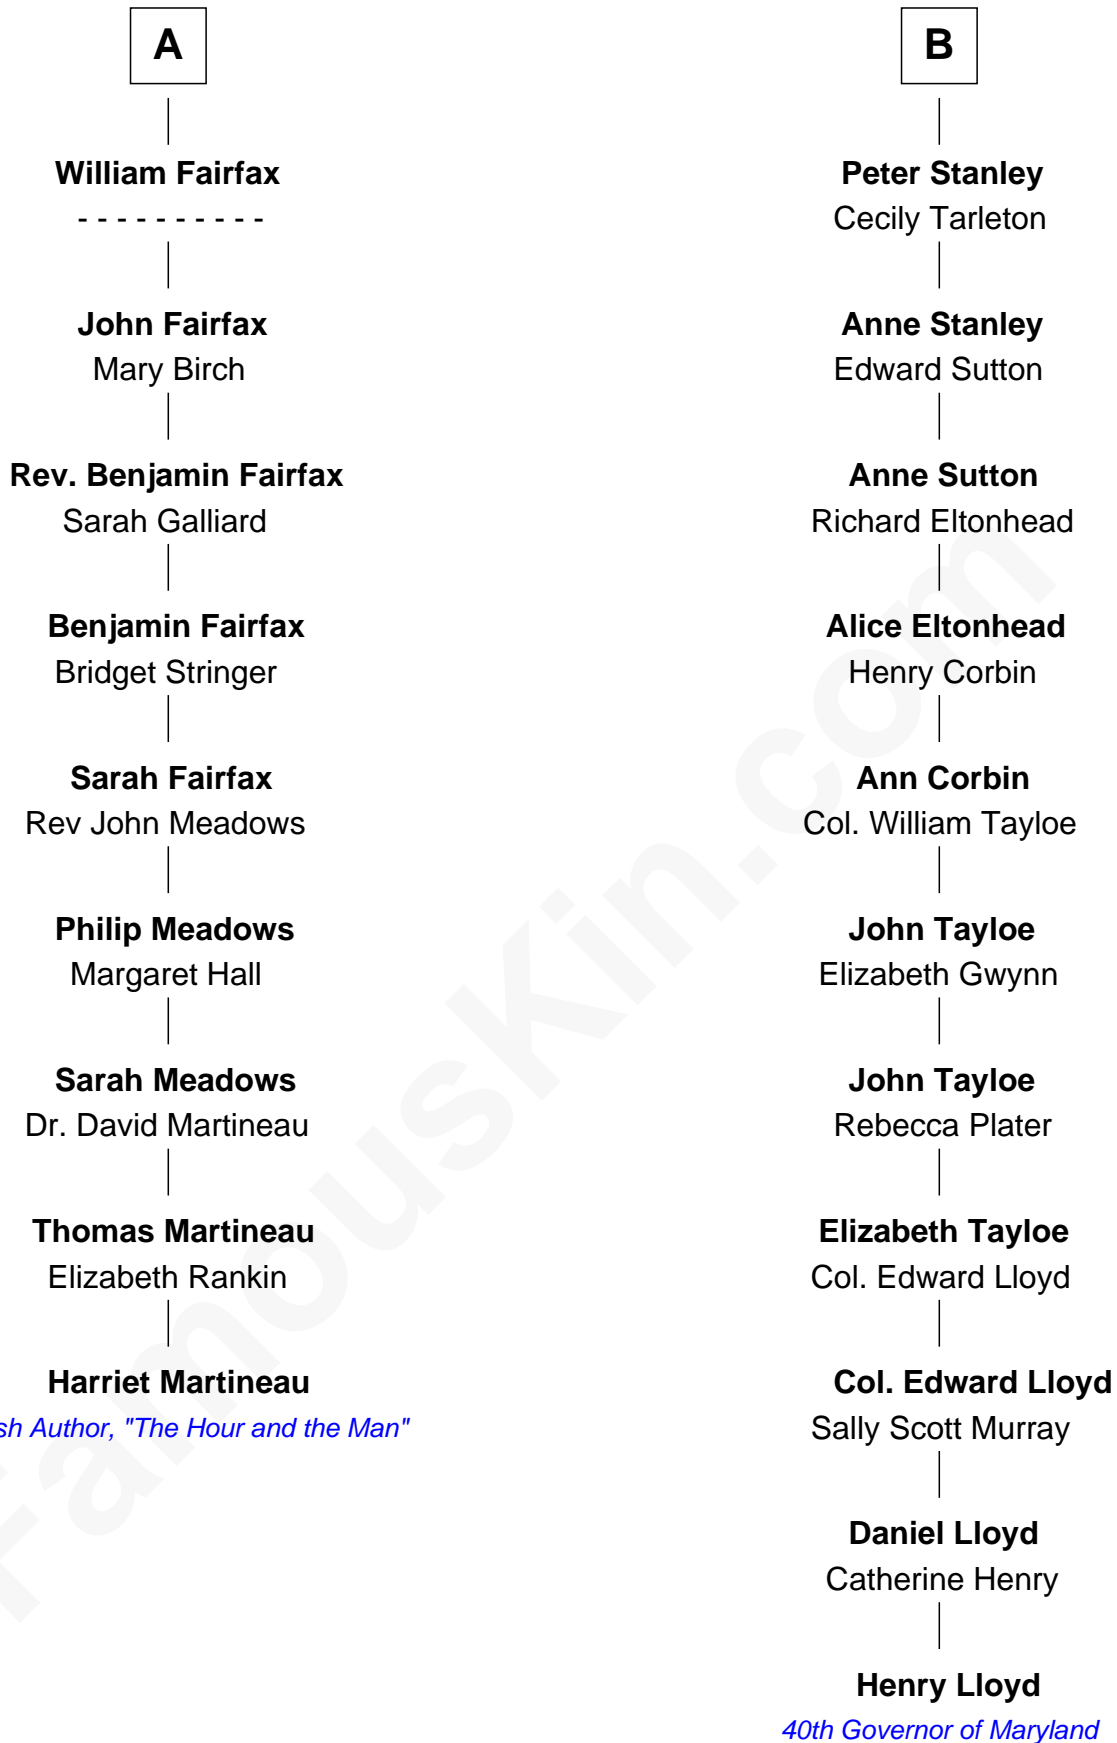 A
William Fairfax
- - - - - - - - - -
John Fairfax
Mary Birch
Rev. Benjamin Fairfax
Sarah Galliard
Benjamin Fairfax
Bridget Stringer
Sarah Fairfax
Rev John Meadows
Philip Meadows
Margaret Hall
Sarah Meadows
Dr. David Martineau
Thomas Martineau
Elizabeth Rankin
Harriet Martineau
Author, "The Hour and the Man"
B
Peter Stanley
Cecily Tarleton
Anne Stanley
Edward Sutton
Anne Sutton
Richard Eltonhead
Alice Eltonhead
Henry Corbin
Ann Corbin
Col. William Tayloe
John Tayloe
Elizabeth Gwynn
John Tayloe
Rebecca Plater
Elizabeth Tayloe
Col. Edward Lloyd
Col. Edward Lloyd
Sally Scott Murray
Daniel Lloyd
Catherine Henry
Henry Lloyd
40th Governor of Maryland
FamousKin.com